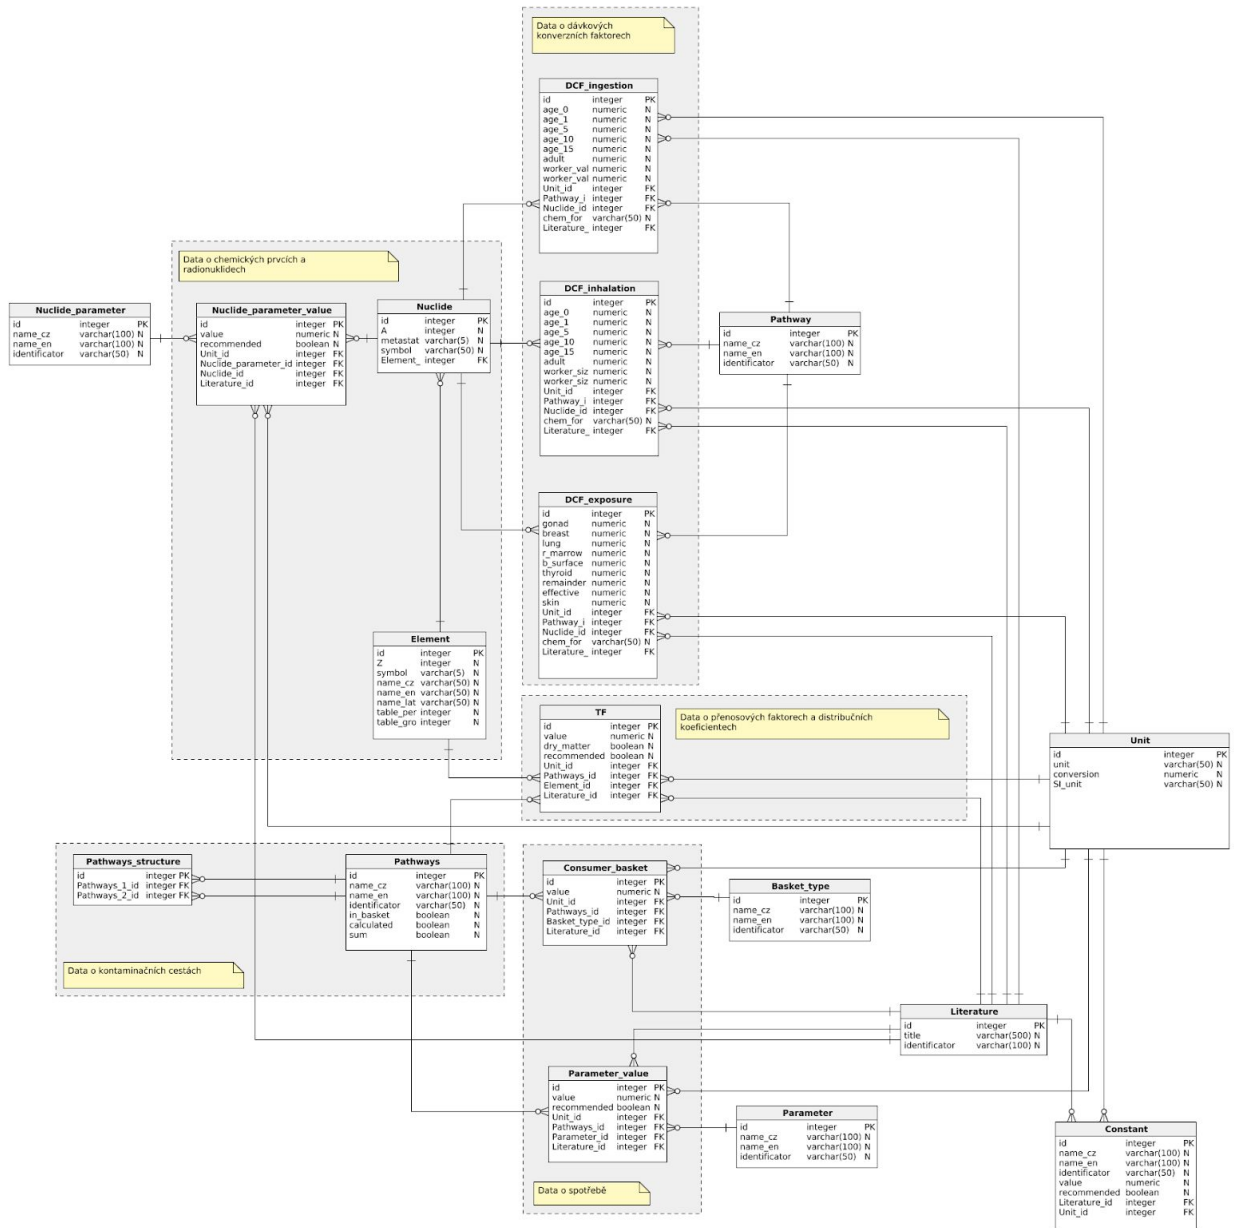 Data o dávkových
konverzních faktorech
DCF_ingestion
id integer PK
age_0 numeric N
age_1 numeric N
age_5 numeric N
age_10 numeric N
age_15 numeric N
adult numeric N
worker_val numeric N
worker_val numeric N
Unit_id integer FK
Pathway_i integer FK
Nuclide_id integer FK
chem_for varchar(50) N
Literature_ integer FK
Data o chemických prvcích a
radionuklidech
Nuclide_parameter
id integer PK
name_cz varchar(100) N
name_en varchar(100) N
identificator varchar(50) N
Nuclide_parameter_value
id integer PK
value numeric N
recommended boolean N
Unit_id integer FK
Nuclide_parameter_id integer FK
Nuclide_id integer FK
Literature_id integer FK
Nuclide
id integer PK
A integer N
metastat varchar(5) N
symbol varchar(50) N
Element_ integer FK
DCF_inhalation
id integer PK
age_0 numeric N
age_1 numeric N
age_5 numeric N
age_10 numeric N
age_15 numeric N
adult numeric N
worker_siz numeric N
worker_siz numeric N
Unit_id integer FK
Pathway_i integer FK
Nuclide_id integer FK
chem_for varchar(50) N
Literature_ integer FK
Pathway
id integer PK
name_cz varchar(100) N
name_en varchar(100) N
identificator varchar(50) N
DCF_exposure
id integer PK
gonad numeric N
breast numeric N
lung numeric N
r_marrow numeric N
b_surface numeric N
thyroid numeric N
remainder numeric N
effective numeric N
skin numeric N
Unit_id integer FK
Pathway_i integer FK
Nuclide_id integer FK
chem_for varchar(50) N
Literature_ integer FK
Element
id integer PK
Z integer N
symbol varchar(5) N
name_cz varchar(50) N
name_en varchar(50) N
name_lat varchar(50) N
table_per integer N
table_gro integer N
TF
id integer PK
value numeric N
dry_matter boolean N
recommended boolean N
Unit_id integer FK
Pathways_id integer FK
Element_id integer FK
Literature_id integer FK
Data o přenosových faktorech a distribučních
koeficientech
Unit
id integer PK
unit varchar(50) N
conversion numeric N
SI_unit varchar(50) N
Pathways_structure
id integer PK
Pathways_1_id integer FK
Pathways_2_id integer FK
Pathways
id integer PK
name_cz varchar(100) N
name_en varchar(100) N
identificator varchar(50) N
in_basket boolean N
calculated boolean N
sum boolean N
Data o kontaminačních cestách
Consumer_basket
id integer PK
value numeric N
Unit_id integer FK
Pathways_id integer FK
Basket_type_id integer FK
Literature_id integer FK
Basket_type
id integer PK
name_cz varchar(100) N
name_en varchar(100) N
identificator varchar(50) N
Literature
id integer PK
title varchar(500) N
identificator varchar(100) N
Parameter_value
id integer PK
value numeric N
recommended boolean N
Unit_id integer FK
Pathways_id integer FK
Parameter_id integer FK
Literature_id integer FK
Parameter
id integer PK
name_cz varchar(100) N
name_en varchar(100) N
identificator varchar(50) N
Data o spotřebě
Constant
id integer PK
name_cz varchar(100) N
name_en varchar(100) N
identificator varchar(50) N
value numeric N
recommended boolean N
Literature_id integer FK
Unit_id integer FK